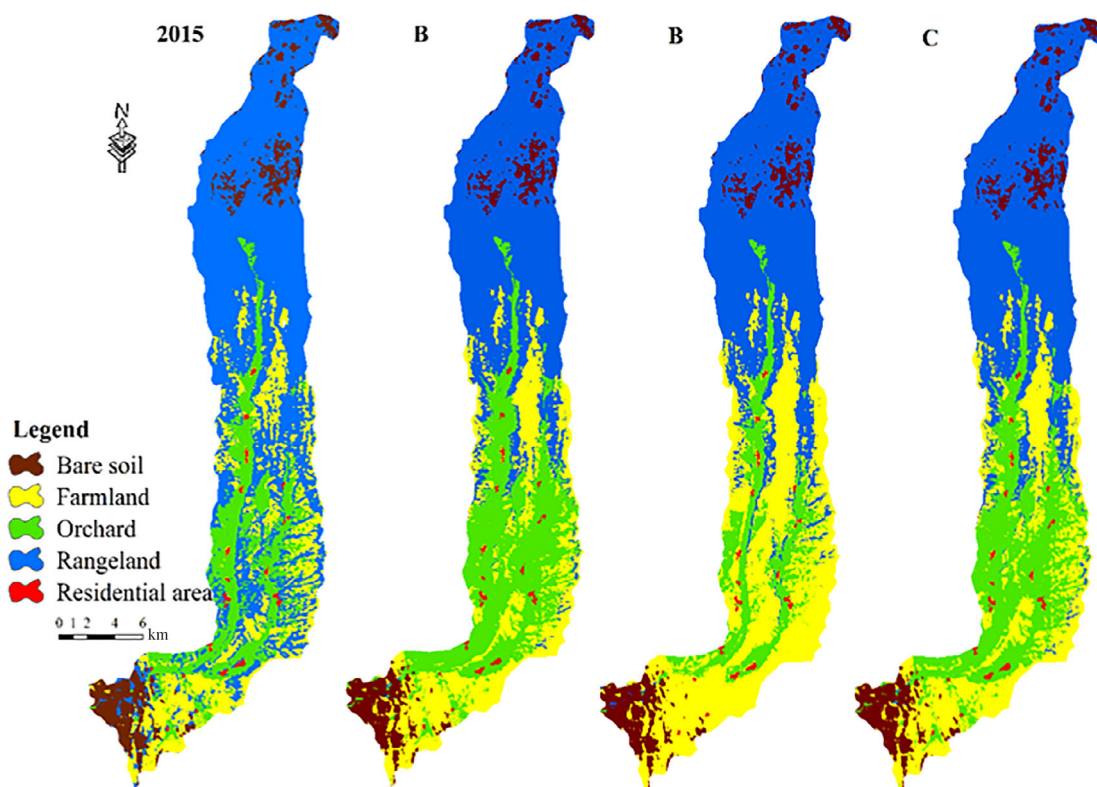 2015 B B C
N
Legend
Bare soil
Farmland
Orchard
Rangeland
Residential area
0 1 2 4 6
km